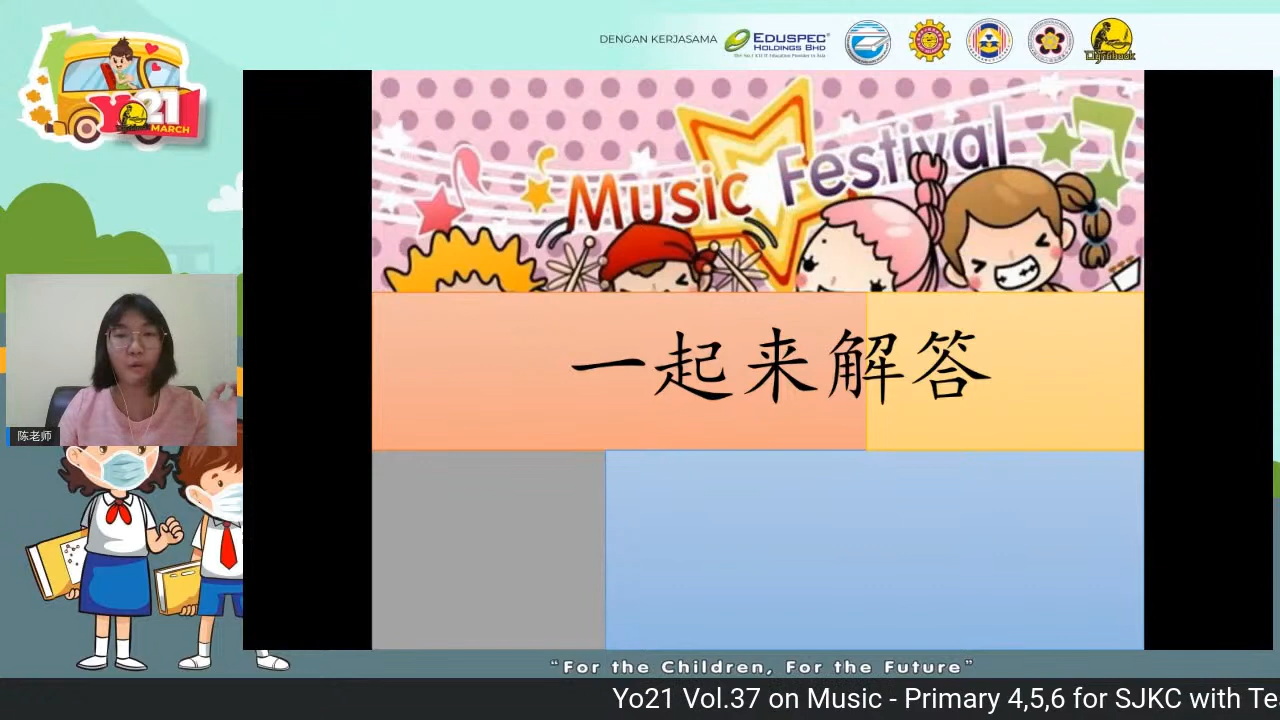 DENGAN KERJASAMA
EDUSPEC
HOLDINGS BHD
Yo21
MARCH
Music Festival
一起来解答
陈老师
“For the Children, For the Future”
Yo21 Vol.37 on Music - Primary 4,5,6 for SJKC with Te